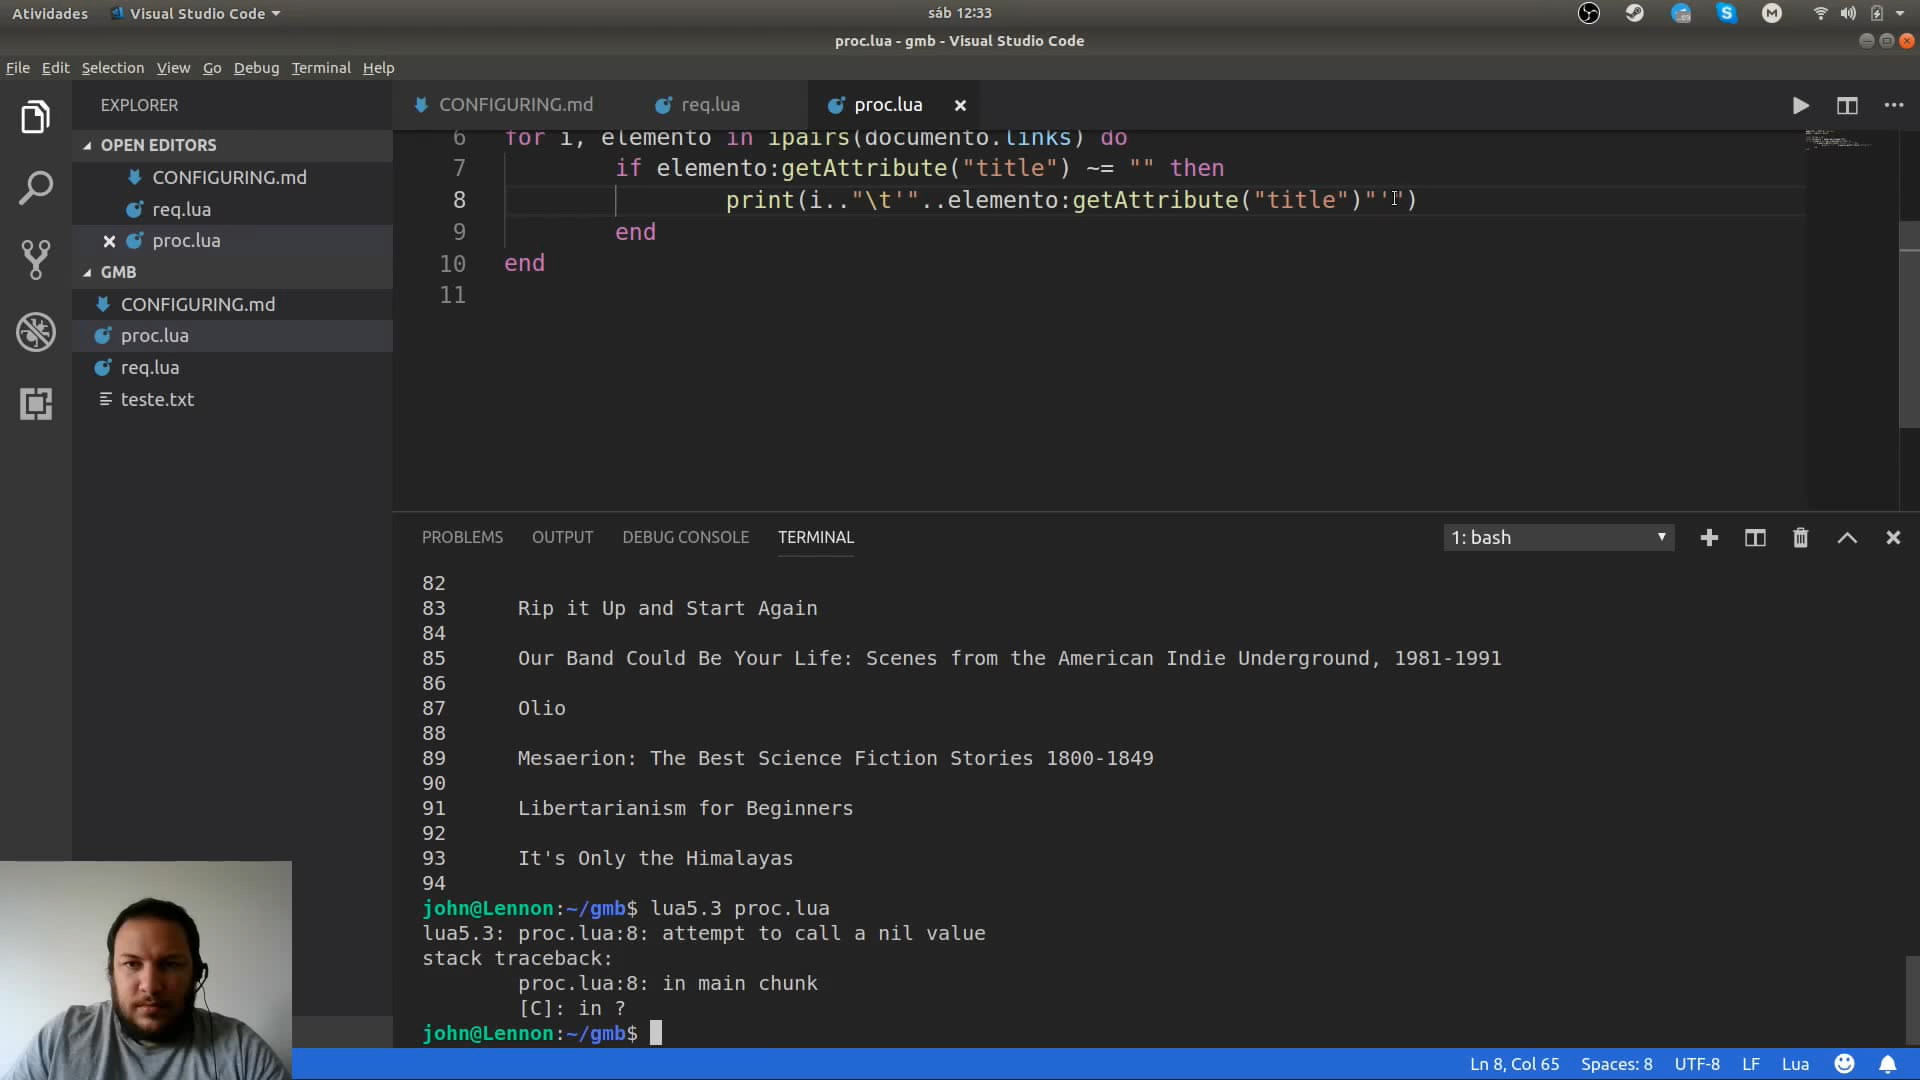 Atividades Visual Studio Code sáb 12:33
proc.lua - gmb - Visual Studio Code
File Edit Selection View Go Debug Terminal Help
EXPLORER
OPEN EDITORS
CONFIGURING.md
req.lua
proc.lua
GMB
CONFIGURING.md
proc.lua
req.lua
teste.txt
CONFIGURING.md req.lua proc.lua
6 for i, elemento in ipairs(documento.links) do
7 if elemento:getAttribute("title") ~= "" then
8 print(i.."\t'"..elemento:getAttribute("title")"'")
9 end
10 end
11
PROBLEMS OUTPUT DEBUG CONSOLE TERMINAL 1: bash
82
83 Rip it Up and Start Again
84
85 Our Band Could Be Your Life: Scenes from the American Indie Underground, 1981-1991
86
87 Olio
88
89 Mesaerion: The Best Science Fiction Stories 1800-1849
90
91 Libertarianism for Beginners
92
93 It's Only the Himalayas
94
john@Lennon:~/gmb$ lua5.3 proc.lua
lua5.3: proc.lua:8: attempt to call a nil value
stack traceback:
proc.lua:8: in main chunk
[C]: in ?
john@Lennon:~/gmb$
Ln 8, Col 65 Spaces: 8 UTF-8 LF Lua